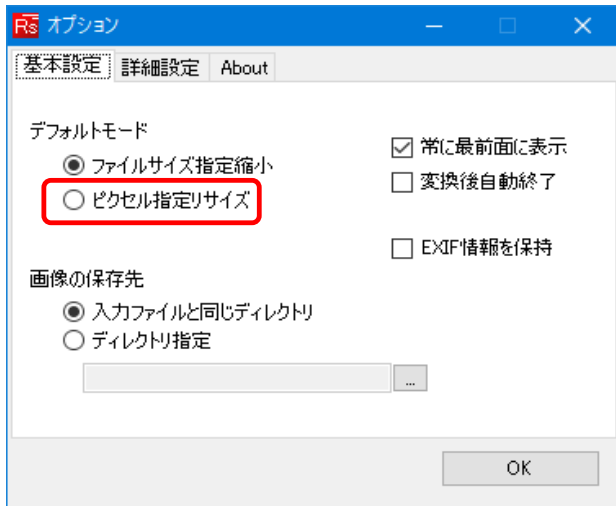 Rs オプション
基本設定 詳細設定 About
デフォルトモード
ファイルサイズ指定縮小
ピクセル指定リサイズ
常に最前面に表示
変換後自動終了
EXIF情報を保持
画像の保存先
入力ファイルと同じディレクトリ
ディレクトリ指定
...
OK